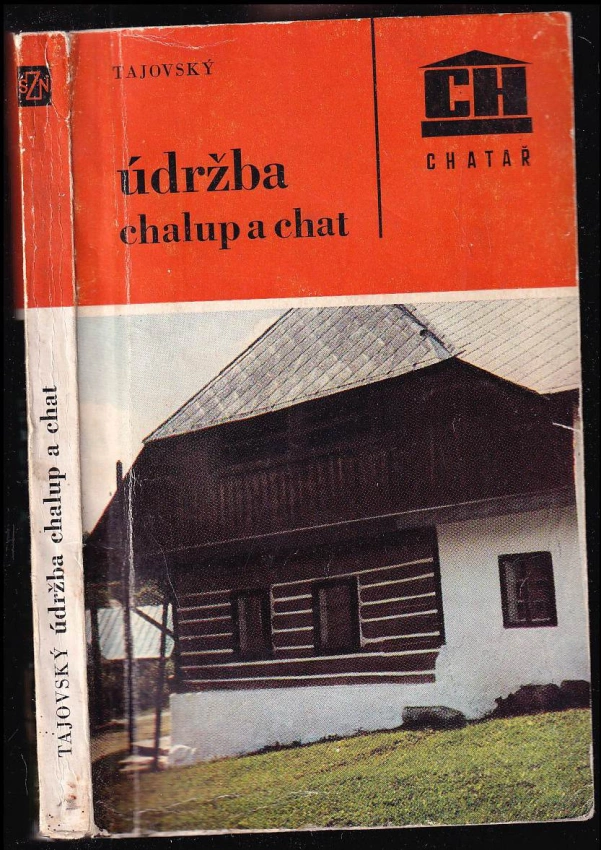 TAJOVSKÝ
údržba
chalup a chat
CH
CHATAŘ
SZN
TAJOVSKÝ údržba chalup a chat